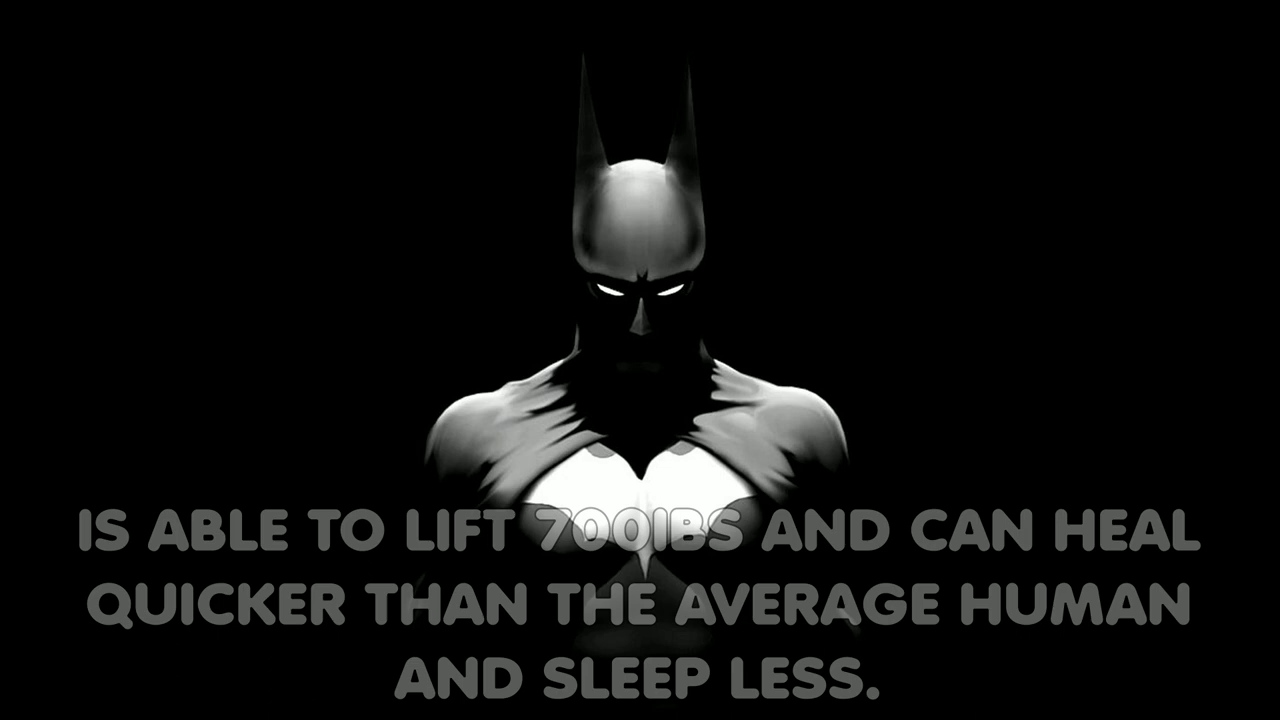 IS ABLE TO LIFT 700IBS AND CAN HEAL
QUICKER THAN THE AVERAGE HUMAN
AND SLEEP LESS.